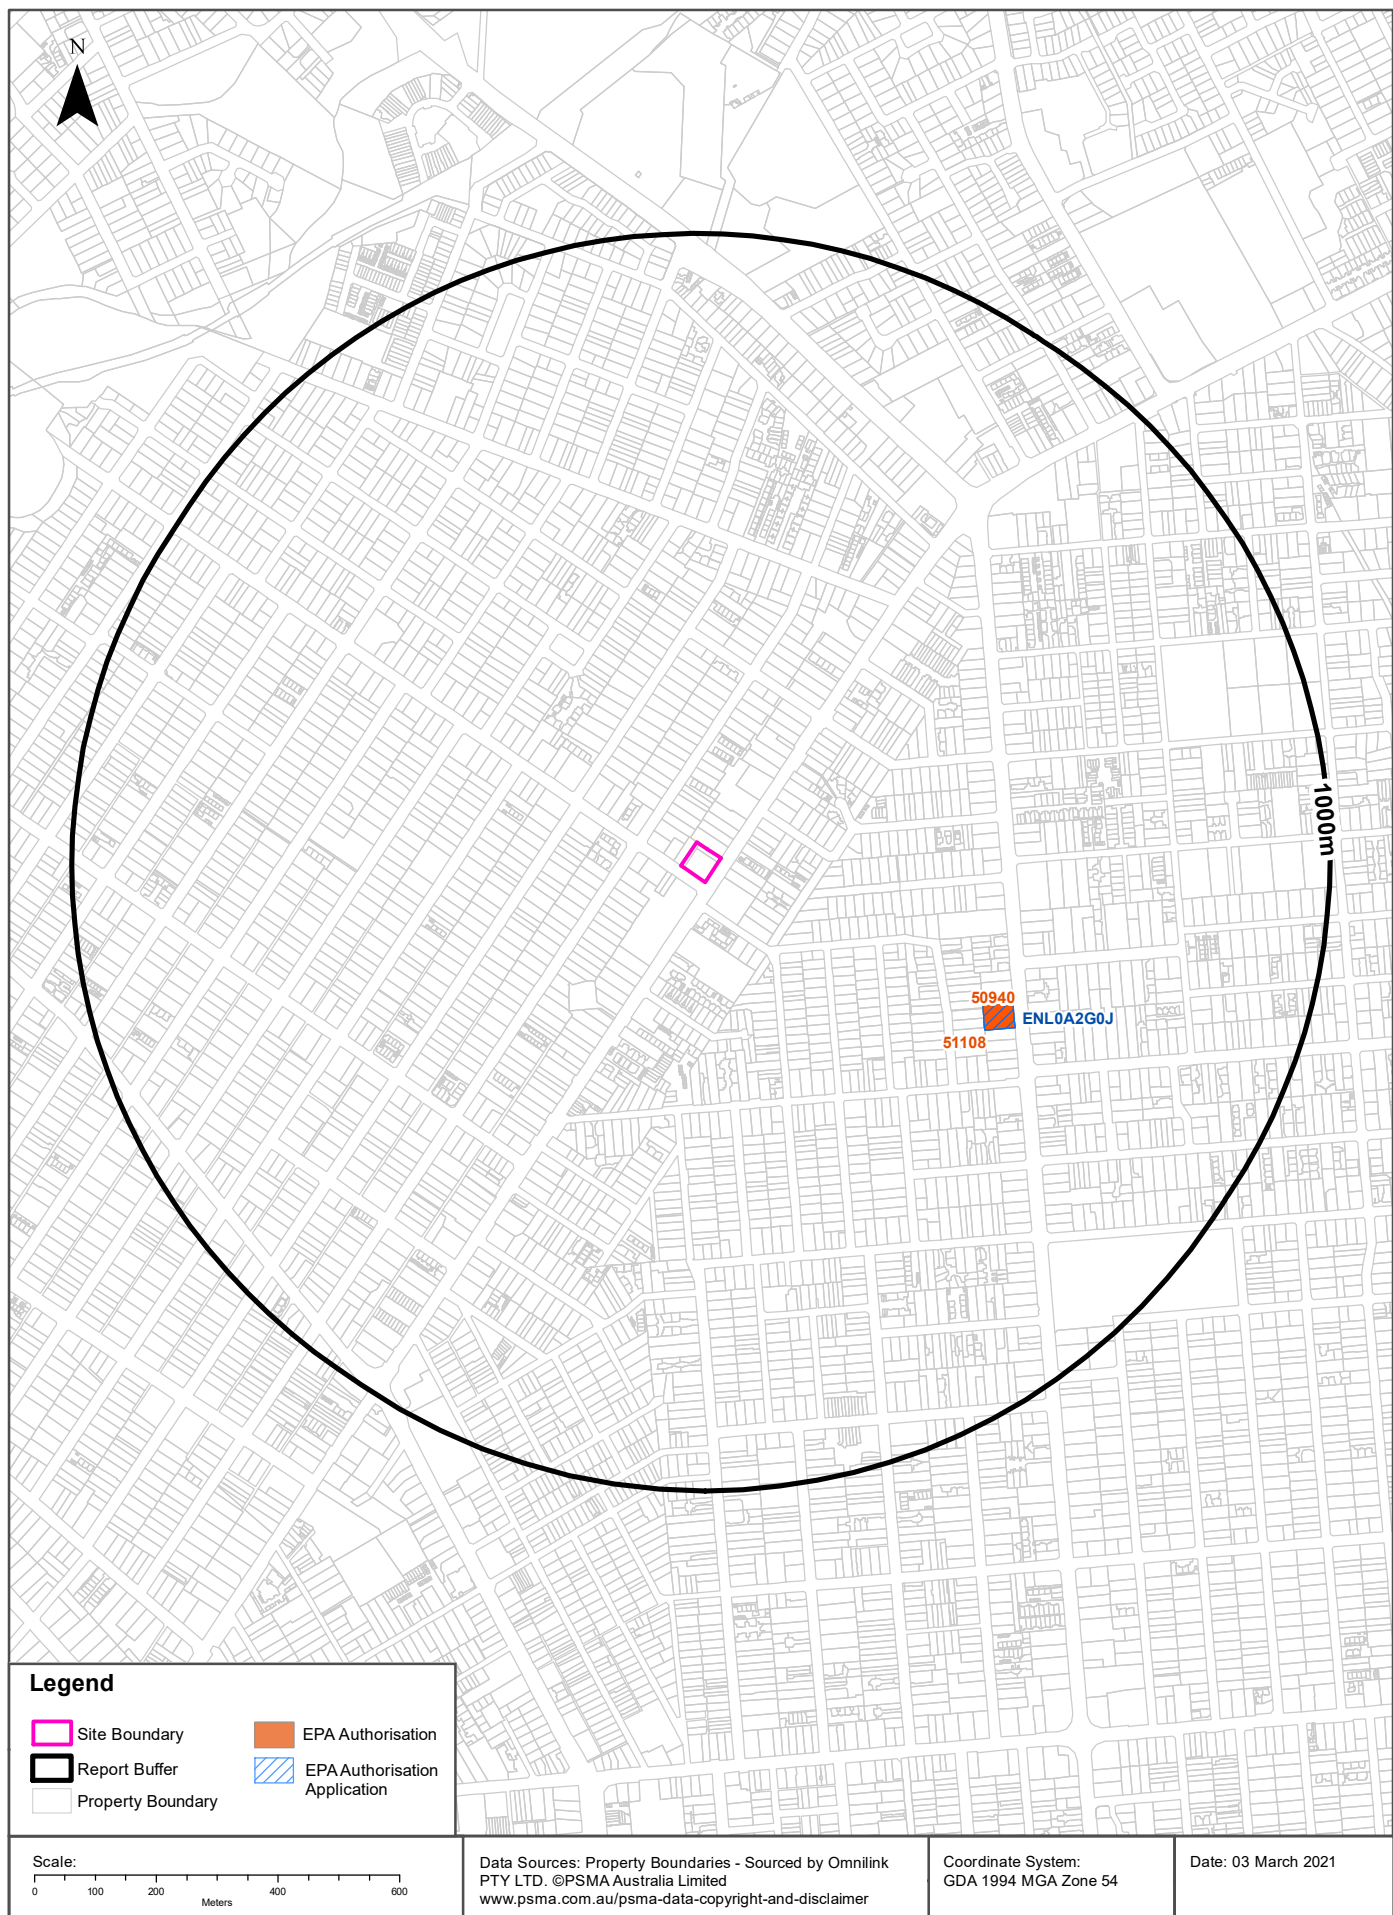 N
1000m
50940
ENL0A2G0J
51108
Legend
Site Boundary
EPA Authorisation
Report Buffer
EPA Authorisation
Application
Property Boundary
Scale:
0 100 200 400 600
Meters
Data Sources: Property Boundaries - Sourced by Omnilink
PTY LTD. ©PSMA Australia Limited
www.psma.com.au/psma-data-copyright-and-disclaimer
Coordinate System:
GDA 1994 MGA Zone 54
Date: 03 March 2021